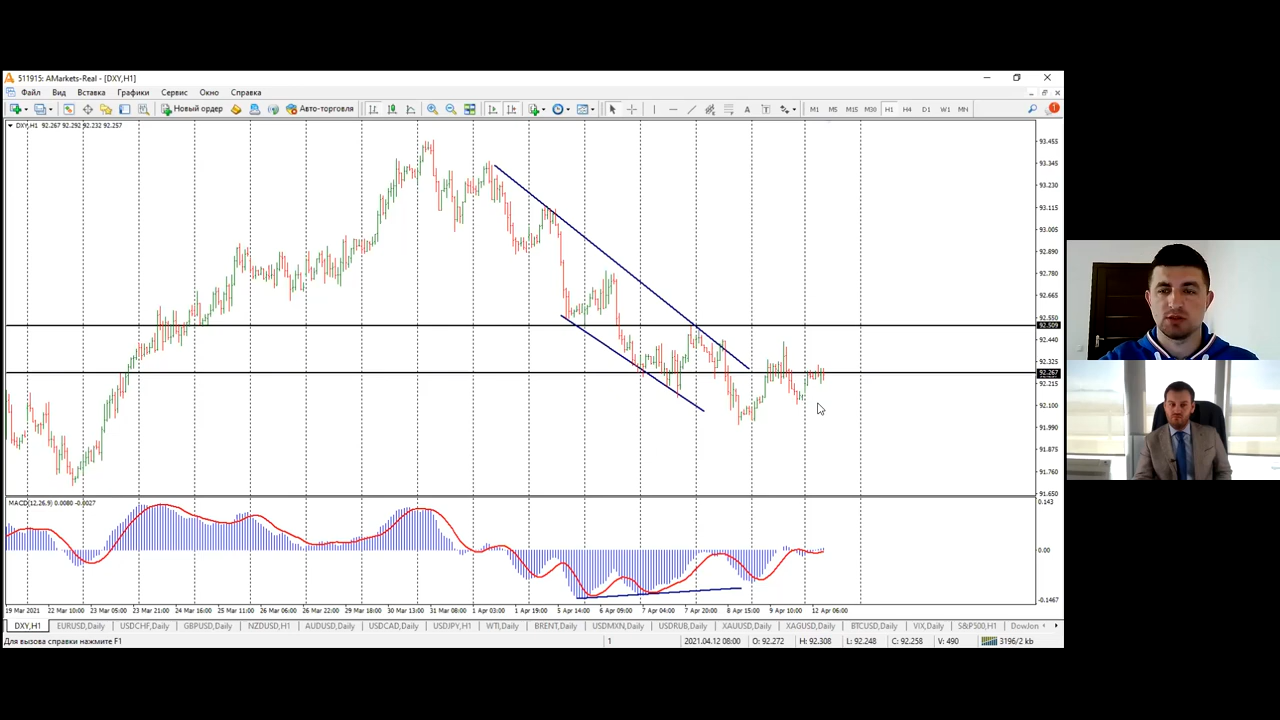 511915: AMarkets-Real - [DXY,H1]
Файл Вид Вставка Графики Сервис Окно Справка
Новый ордер Авто-торговля M1 M5 M15 M30 H1 H4 D1 W1 MN
DXY,H1 92.267 92.292 92.232 92.257
93.455
93.345
93.230
93.115
93.005
92.890
92.780
92.665
92.550
92.509
92.440
92.325
92.267
92.215
92.100
91.990
91.875
91.760
91.650
MACD(12,26,9) 0.0080 -0.0027
0.143
0.00
-0.1467
19 Mar 2021 22 Mar 10:00 23 Mar 05:00 23 Mar 21:00 24 Mar 16:00 25 Mar 11:00 26 Mar 06:00 26 Mar 22:00 29 Mar 18:00 30 Mar 13:00 31 Mar 08:00 1 Apr 03:00 1 Apr 19:00 5 Apr 14:00 6 Apr 09:00 7 Apr 04:00 7 Apr 20:00 8 Apr 15:00 9 Apr 10:00 12 Apr 06:00
DXY,H1 EURUSD,Daily USDCHF,Daily GBPUSD,Daily NZDUSD,H1 AUDUSD,Daily USDCAD,Daily USDJPY,H1 WTI,Daily BRENT,Daily USDMXN,Daily USDRUB,Daily XAUUSD,Daily XAGUSD,Daily BTCUSD,Daily VIX,Daily S&P500,H1 DowJon
Для вызова справки нажмите F1 1 2021.04.12 08:00 O: 92.272 H: 92.308 L: 92.248 C: 92.258 V: 490 3196/2 kb